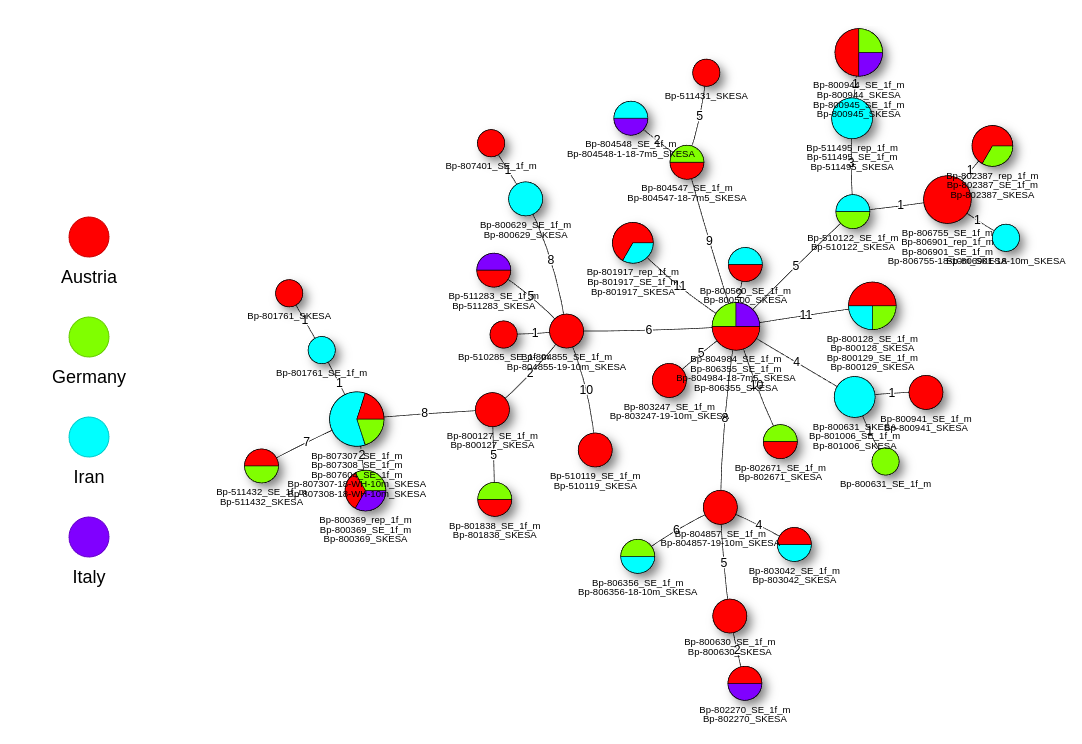 Austria
Germany
Iran
Italy
Bp-800944_SE_1f_m
Bp-800944_SKESA
Bp-800945_SE_1f_m
Bp-800945_SKESA
1
Bp-511431_SKESA
5
Bp-804548_SE_1f_m
Bp-804548-1-18-7m5_SKESA
2
Bp-804547_SE_1f_m
Bp-804547-18-7m5_SKESA
9
Bp-511495_rep_1f_m
Bp-511495_SE_1f_m
Bp-511495_SKESA
Bp-802387_rep_1f_m
Bp-802387_SE_1f_m
Bp-802387_SKESA
1
Bp-807401_SE_1f_m
1
Bp-800629_SE_1f_m
Bp-800629_SKESA
8
Bp-510122_SE_1f_m
Bp-510122_SKESA
1
5
Bp-806755_SE_1f_m
Bp-806901_rep_1f_m
Bp-806901_SE_1f_m
1
Bp-801917_rep_1f_m
Bp-801917_SE_1f_m
Bp-801917_SKESA
11
Bp-511283_SE_1f_m
Bp-511283_SKESA
5
Bp-800500_SE_1f_m
Bp-800500_SKESA
Bp-801761_SKESA
1
Bp-801761_SE_1f_m
1
Bp-510285_SE_1f_m
1
Bp-804855_SE_1f_m
Bp-804855-19-10m_SKESA
6
2
10
Bp-804984_SE_1f_m
Bp-806355_SE_1f_m
Bp-804984-18-7m5_SKESA
Bp-806355_SKESA
11
Bp-800128_SE_1f_m
Bp-800128_SKESA
Bp-800129_SE_1f_m
Bp-800129_SKESA
5
Bp-803247_SE_1f_m
Bp-803247-19-10m_SKESA
4
Bp-800631_SKESA
Bp-801006_SE_1f_m
Bp-801006_SKESA
1
Bp-800941_SE_1f_m
Bp-800941_SKESA
1
Bp-800631_SE_1f_m
10
Bp-802671_SE_1f_m
Bp-802671_SKESA
8
Bp-807307_SE_1f_m
Bp-807308_SE_1f_m
Bp-807604_SE_1f_m
Bp-807307-18-WH-10m_SKESA
Bp-807308-18-WH-10m_SKESA
8
7
2
Bp-511432_SE_1f_m
Bp-511432_SKESA
Bp-800369_rep_1f_m
Bp-800369_SE_1f_m
Bp-800369_SKESA
Bp-800127_SE_1f_m
Bp-800127_SKESA
5
Bp-801838_SE_1f_m
Bp-801838_SKESA
Bp-510119_SE_1f_m
Bp-510119_SKESA
Bp-804857_SE_1f_m
Bp-804857-19-10m_SKESA
6
4
Bp-806356_SE_1f_m
Bp-806356-18-10m_SKESA
Bp-803042_SE_1f_m
Bp-803042_SKESA
5
Bp-800630_SE_1f_m
Bp-800630_SKESA
2
Bp-802270_SE_1f_m
Bp-802270_SKESA